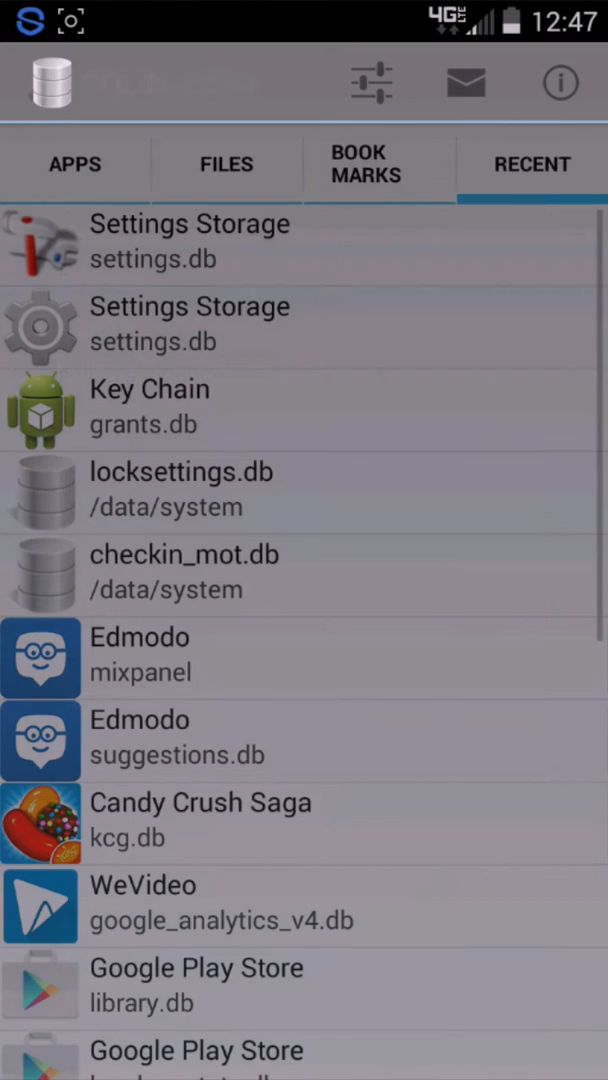 4G LTE 12:47
APPS
FILES
BOOK
MARKS
RECENT
Settings Storage
settings.db
Settings Storage
settings.db
Key Chain
grants.db
locksettings.db
/data/system
checkin_mot.db
/data/system
Edmodo
mixpanel
Edmodo
suggestions.db
Candy Crush Saga
kcg.db
WeVideo
google_analytics_v4.db
Google Play Store
library.db
Google Play Store